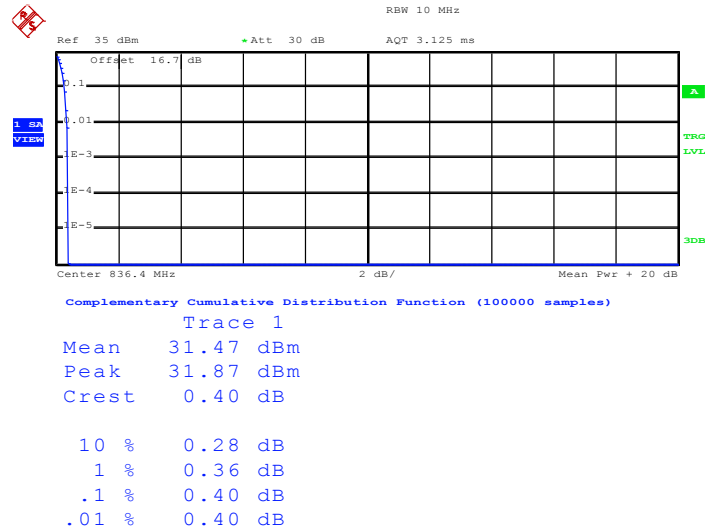 RBW 10 MHz
Ref 35 dBm *Att 30 dB AQT 3.125 ms
Offset 16.7 dB
0.1
A
0.01
1 SA
VIEW
TRG
LVL
1E-3
1E-4
1E-5
3DB
Center 836.4 MHz 2 dB/ Mean Pwr + 20 dB
Complementary Cumulative Distribution Function (100000 samples)
Trace 1
Mean 31.47 dBm
Peak 31.87 dBm
Crest 0.40 dB
10 % 0.28 dB
1 % 0.36 dB
.1 % 0.40 dB
.01 % 0.40 dB
R&S